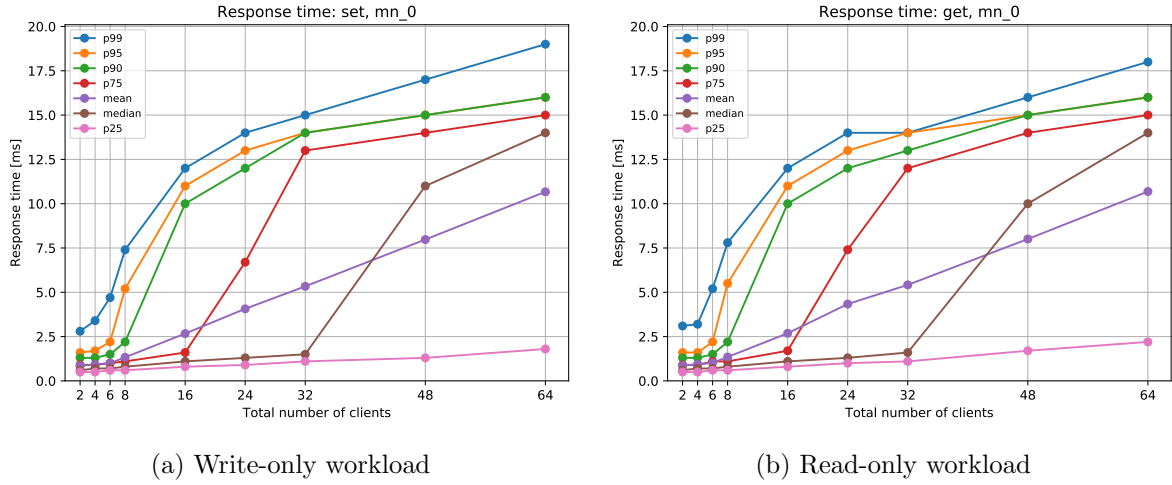 Response time: set, mn_0
20.0
17.5
15.0
12.5
10.0
7.5
5.0
2.5
0.0
Response time [ms]
p99
p95
p90
p75
mean
median
p25
2 4 6 8 16 24 32 48 64
Total number of clients
(a) Write-only workload
Response time: get, mn_0
20.0
17.5
15.0
12.5
10.0
7.5
5.0
2.5
0.0
Response time [ms]
p99
p95
p90
p75
mean
median
p25
2 4 6 8 16 24 32 48 64
Total number of clients
(b) Read-only workload